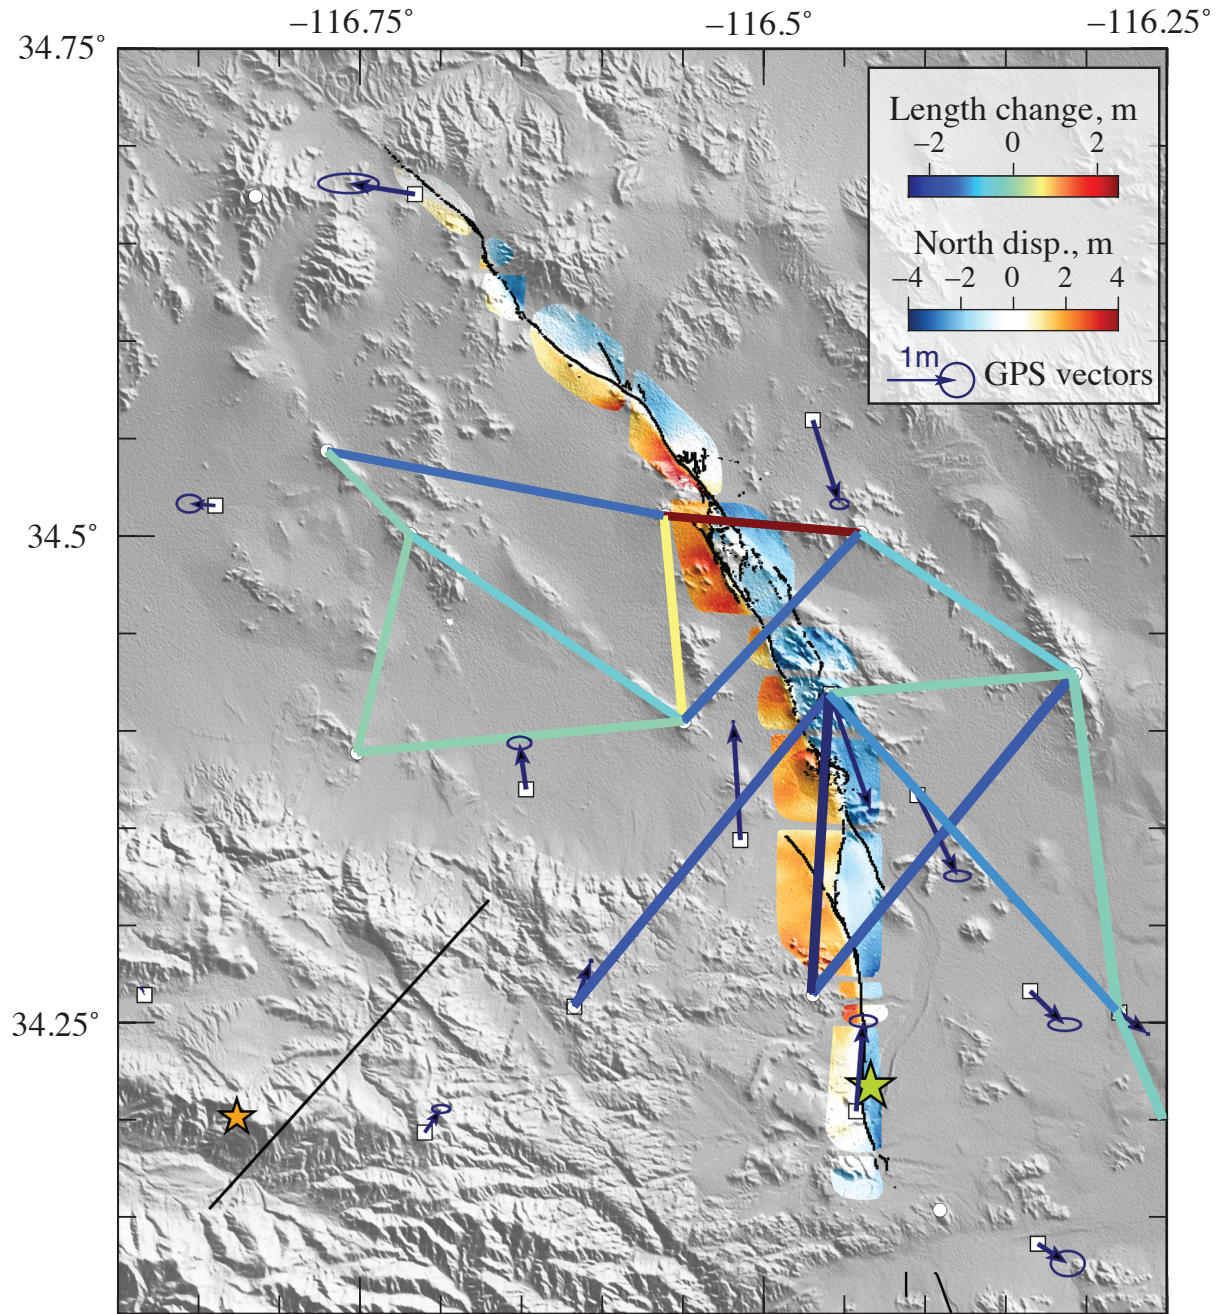 −116.75° −116.5° −116.25°
34.75°
Length change, m
−2 0 2
North disp., m
−4 −2 0 2 4
1m
GPS vectors
34.5°
34.25°